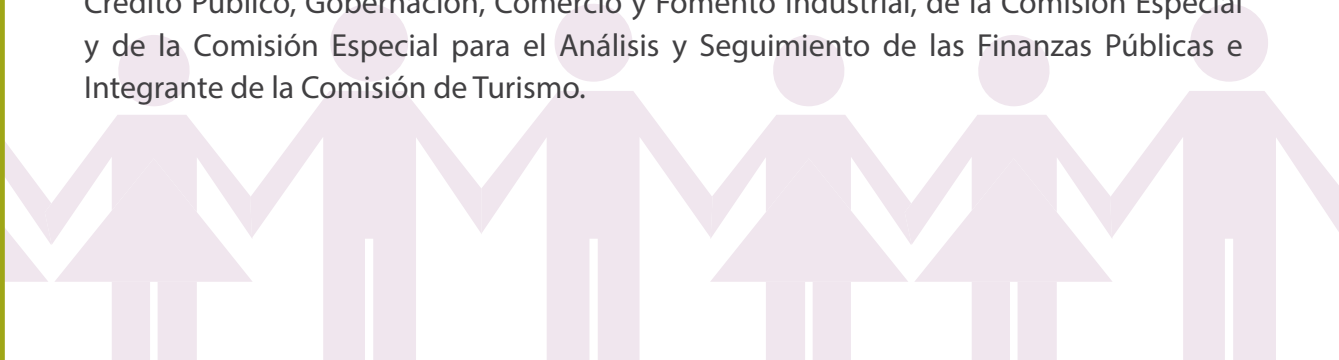 Crédito Público, Gobernación, Comercio y Fomento Industrial, de la Comisión Especial
y de la Comisión Especial para el Análisis y Seguimiento de las Finanzas Públicas e
Integrante de la Comisión de Turismo.